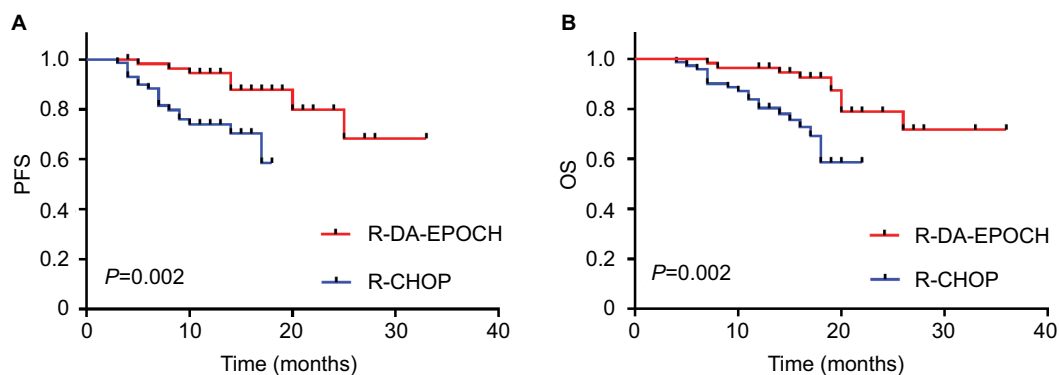 A
PFS
1.0
0.8
0.6
0.4
0.2
0
R-DA-EPOCH
R-CHOP
P=0.002
0 10 20 30 40
Time (months)
B
OS
1.0
0.8
0.6
0.4
0.2
0
R-DA-EPOCH
R-CHOP
P=0.002
0 10 20 30 40
Time (months)